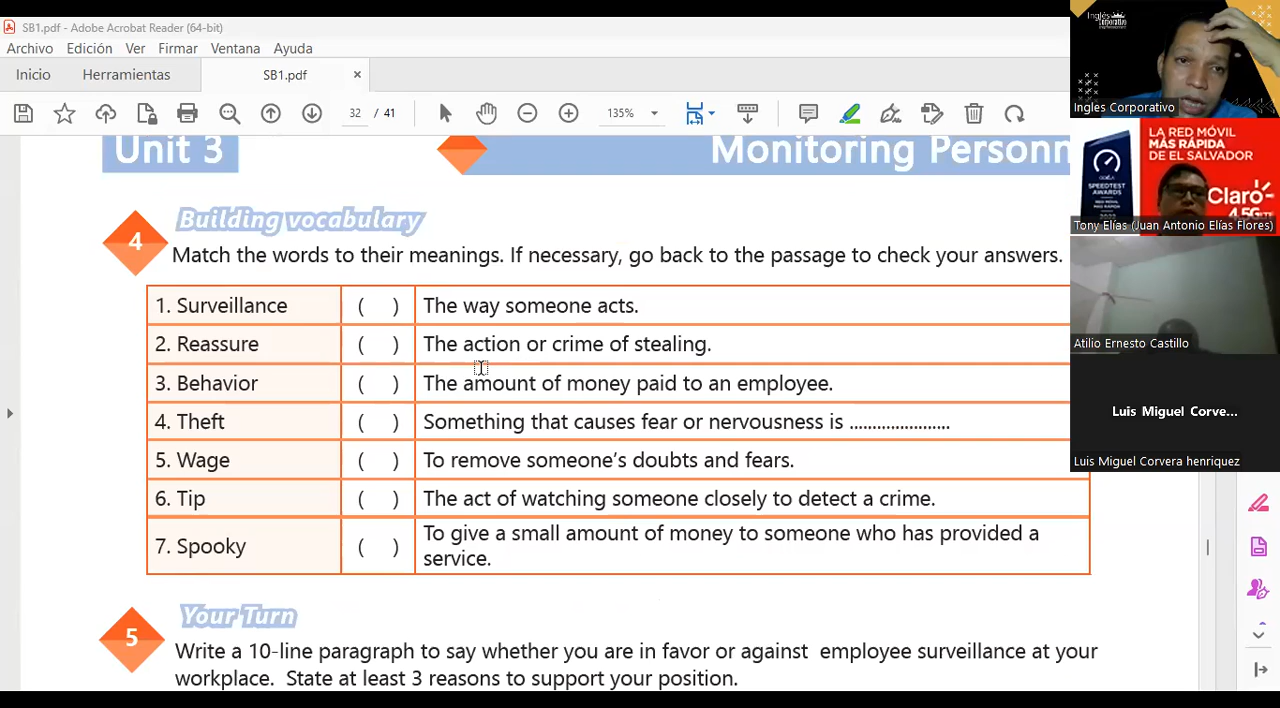 SB1.pdf - Adobe Acrobat Reader (64-bit)
Archivo Edición Ver Firmar Ventana Ayuda
Inicio Herramientas SB1.pdf ×
32 / 41 135%
Unit 3 Monitoring Personn
Building vocabulary
4
Match the words to their meanings. If necessary, go back to the passage to check your answers.
1. Surveillance ( ) The way someone acts.
2. Reassure ( ) The action or crime of stealing.
3. Behavior ( ) The amount of money paid to an employee.
4. Theft ( ) Something that causes fear or nervousness is ......................
5. Wage ( ) To remove someone's doubts and fears.
6. Tip ( ) The act of watching someone closely to detect a crime.
7. Spooky ( ) To give a small amount of money to someone who has provided a
service.
Your Turn
5
Write a 10-line paragraph to say whether you are in favor or against employee surveillance at your
workplace. State at least 3 reasons to support your position.
Inglés
Corporativo
Ingles Corporativo
LA RED MÓVIL
MÁS RÁPIDA
DE EL SALVADOR
SPEEDTEST
AWARDS
Claro
4.5G
Tony Elías (Juan Antonio Elías Flores)
Atilio Ernesto Castillo
Luis Miguel Corve...
Luis Miguel Corvera henriquez